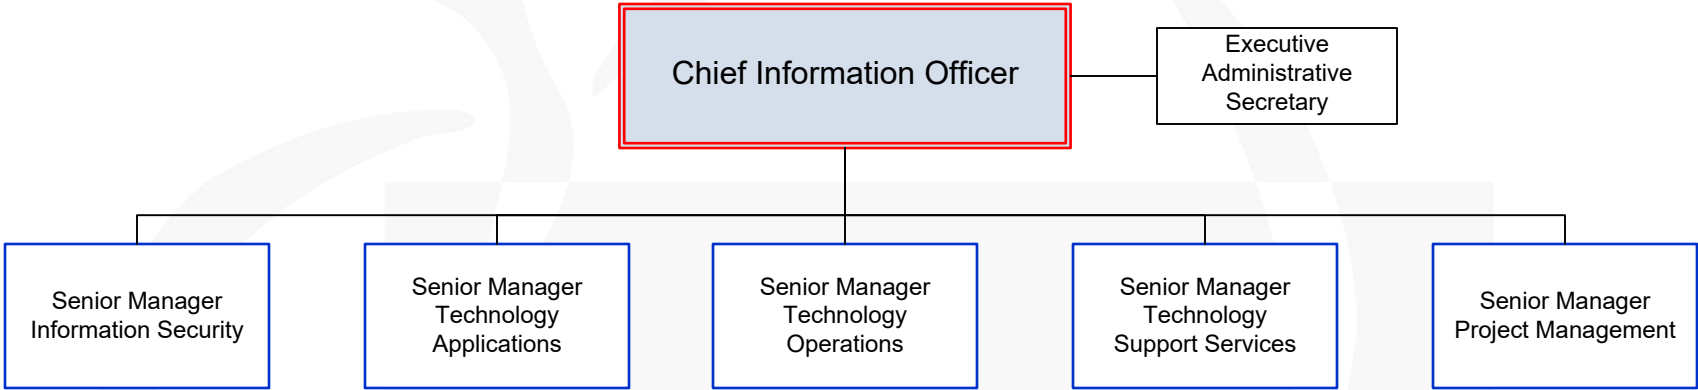 Chief Information Officer
Executive
Administrative
Secretary
Senior Manager
Information Security
Senior Manager
Technology
Applications
Senior Manager
Technology
Operations
Senior Manager
Technology
Support Services
Senior Manager
Project Management